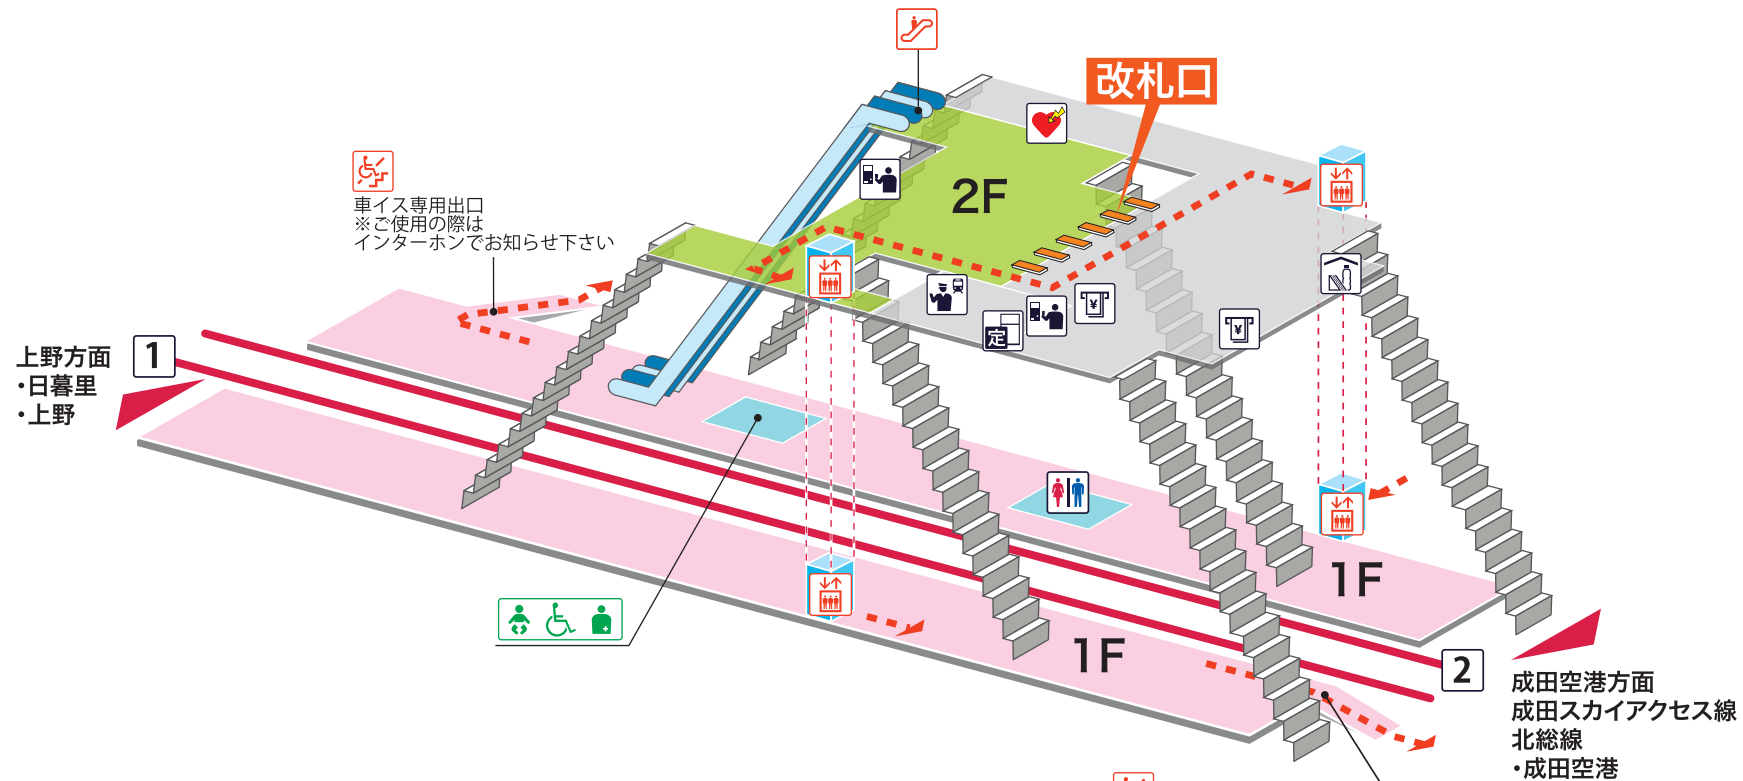 改札口
2F
車イス専用出口
※ご使用の際は
インターホンでお知らせ下さい
定
¥
¥
上野方面
・日暮里
・上野
1
1F
1F
2
成田空港方面
成田スカイアクセス線
北総線
・成田空港